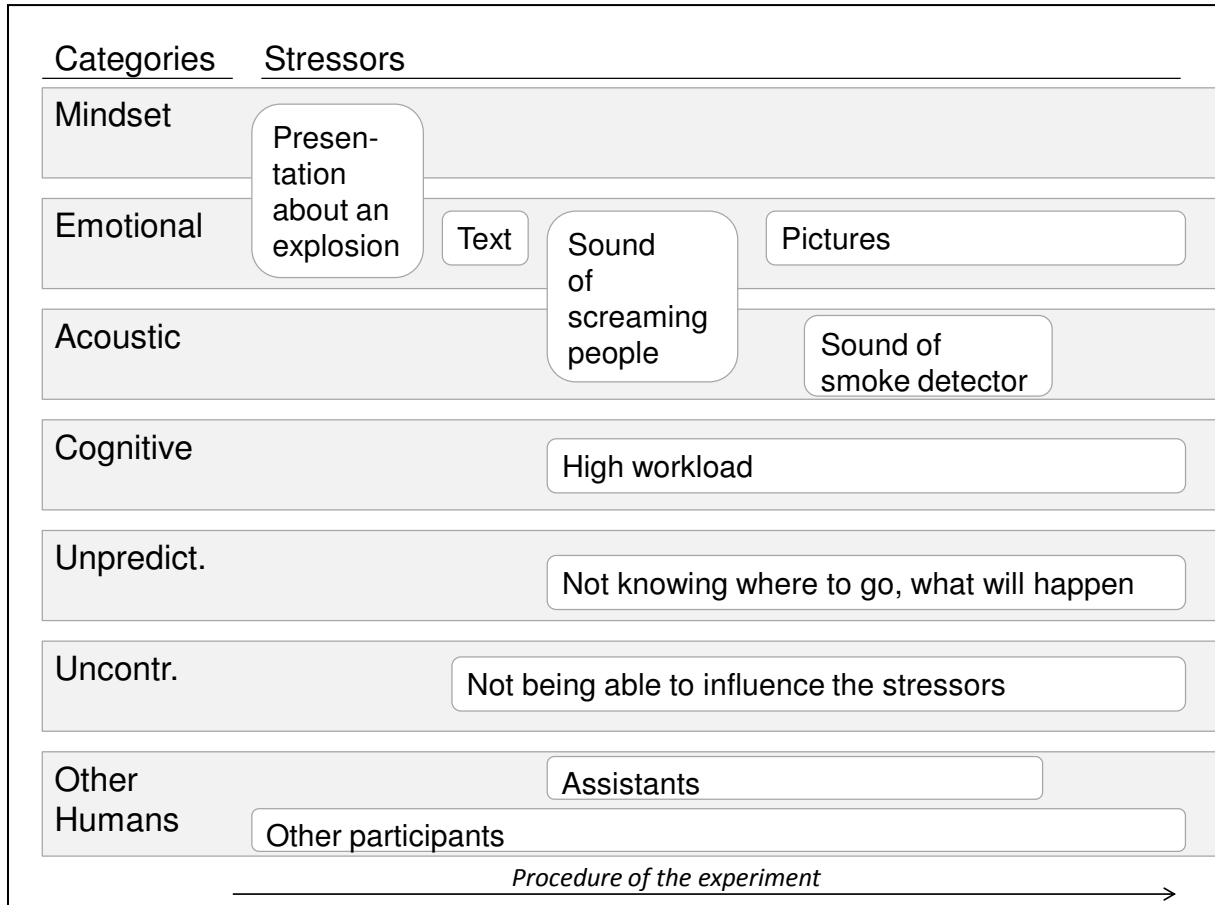 Categories Stressors
Mindset
Presen-
tation
about an
explosion
Emotional
Text
Sound
of
screaming
people
Pictures
Acoustic
Sound of
smoke detector
Cognitive
High workload
Unpredict.
Not knowing where to go, what will happen
Uncontr.
Not being able to influence the stressors
Other
Humans
Assistants
Other participants
Procedure of the experiment